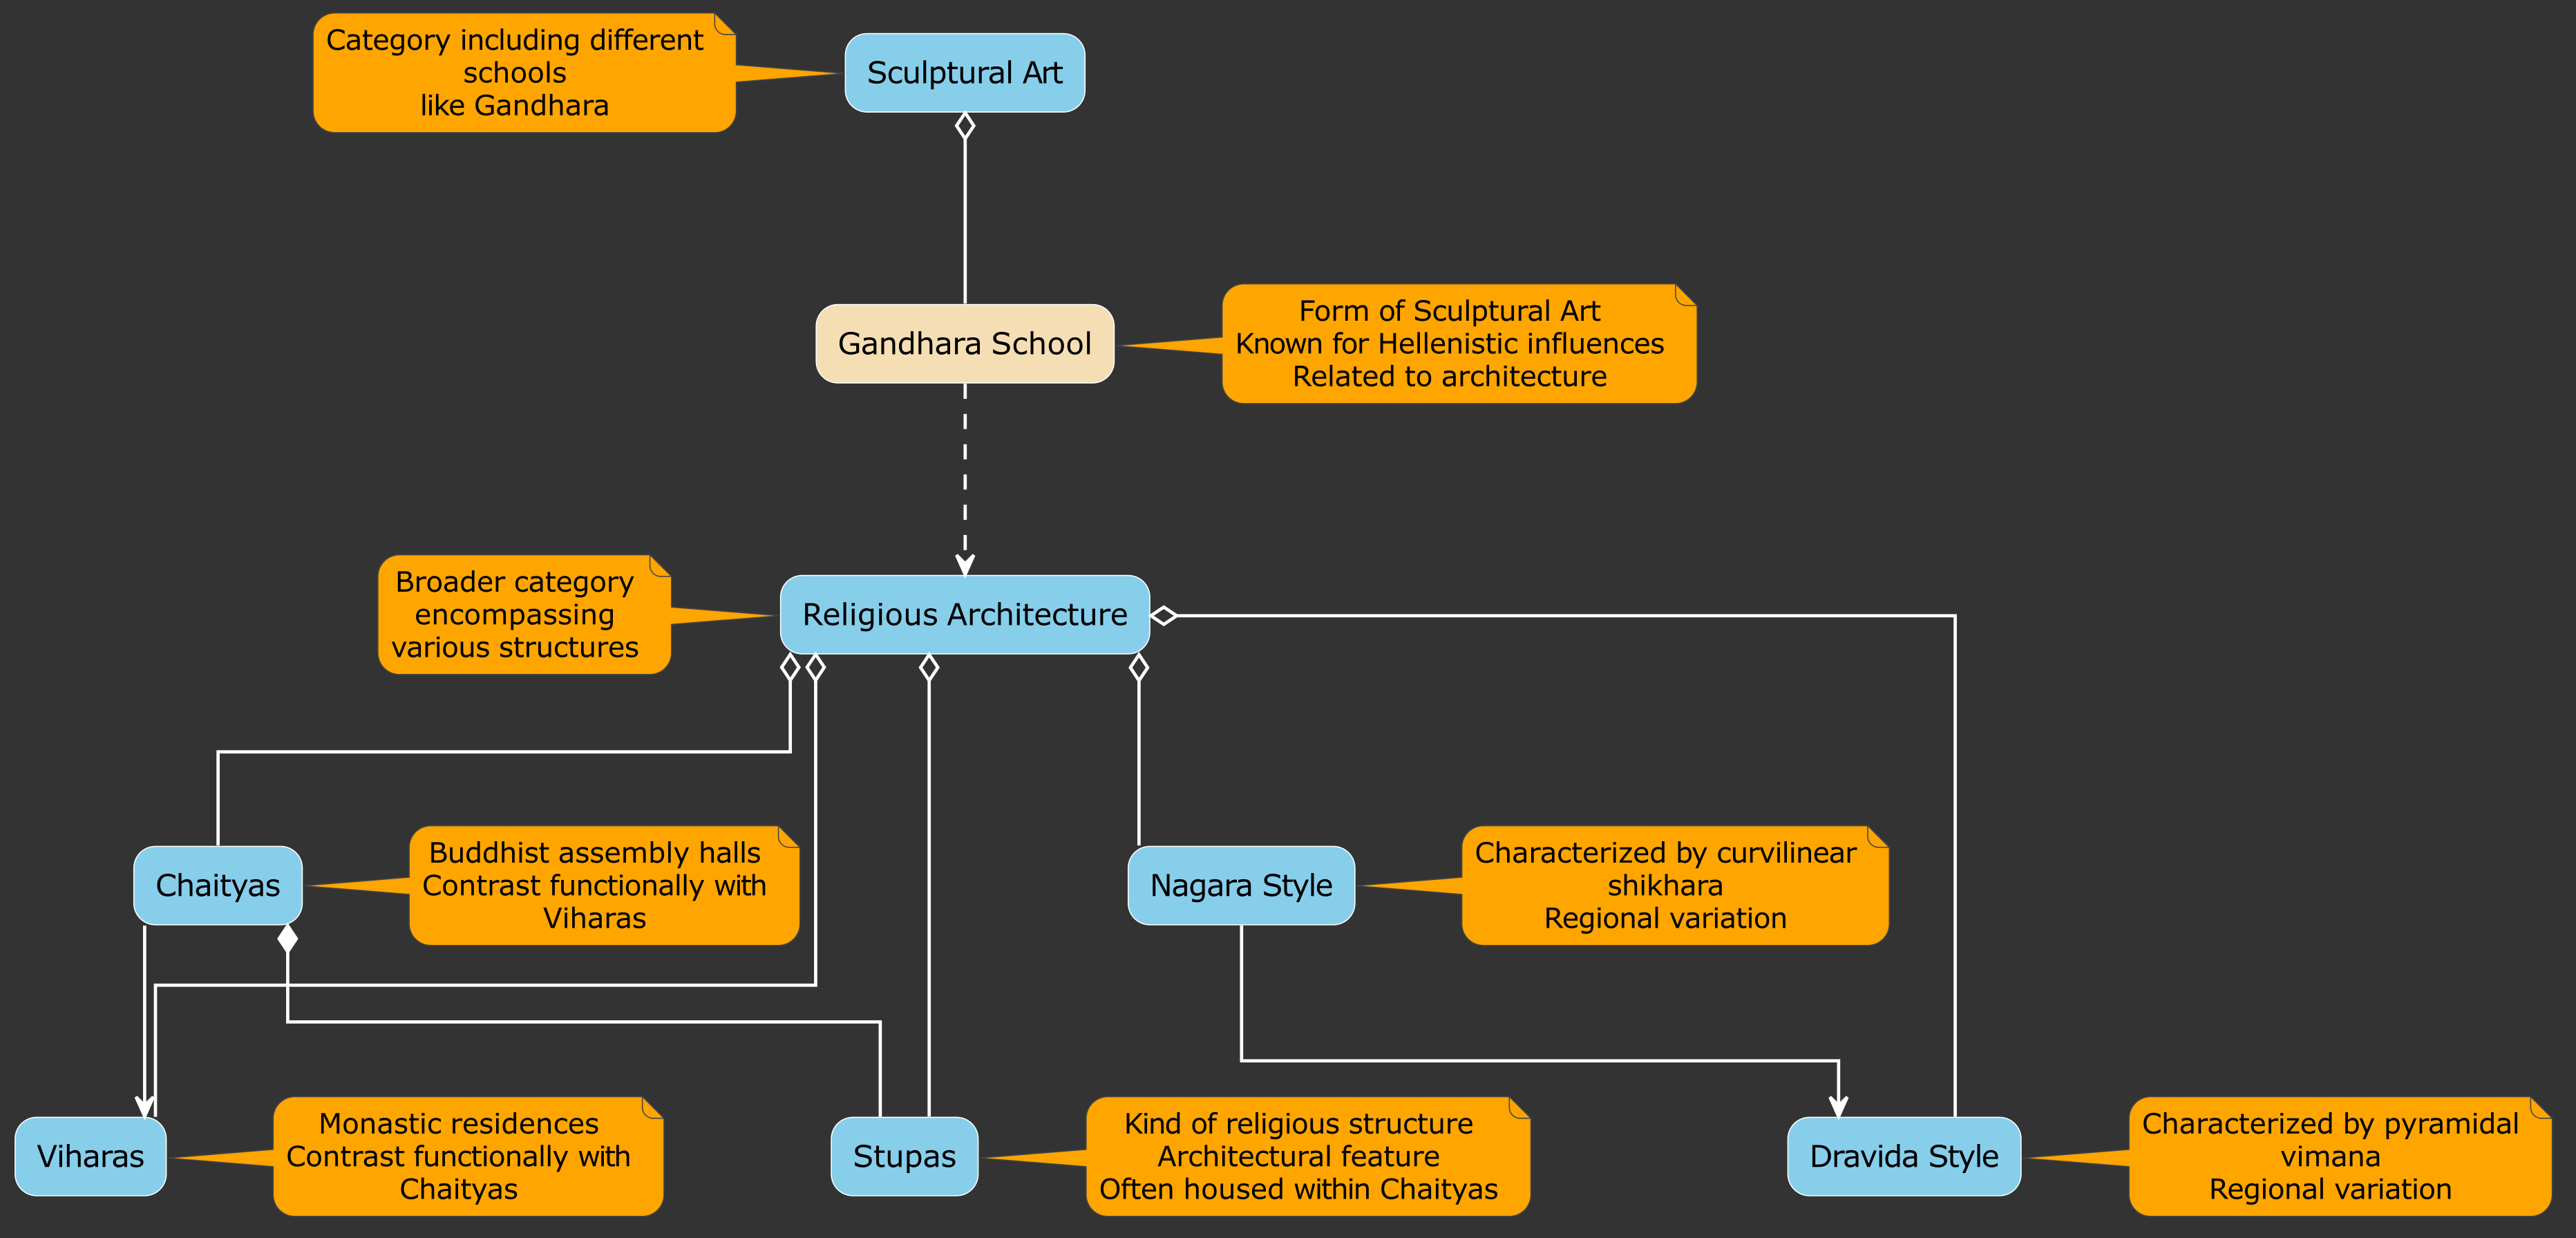 Category including different
schools
like Gandhara
Sculptural Art
Gandhara School
Form of Sculptural Art
Known for Hellenistic influences
Related to architecture
Broader category
encompassing
various structures
Religious Architecture
Chaityas
Buddhist assembly halls
Contrast functionally with
Viharas
Nagara Style
Characterized by curvilinear
shikhara
Regional variation
Viharas
Monastic residences
Contrast functionally with
Chaityas
Stupas
Kind of religious structure
Architectural feature
Often housed within Chaityas
Dravida Style
Characterized by pyramidal
vimana
Regional variation